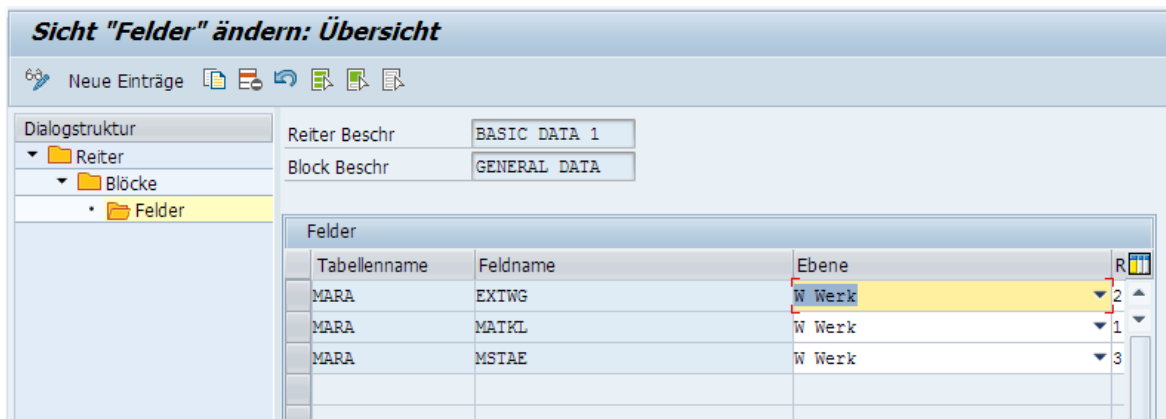 Sicht "Felder" ändern: Übersicht
Neue Einträge
Dialogstruktur
Reiter
Blöcke
Felder
Reiter Beschr BASIC DATA 1
Block Beschr GENERAL DATA
Felder
Tabellenname Feldname Ebene R
MARA EXTWG W Werk 2
MARA MATKL W Werk 1
MARA MSTAE W Werk 3